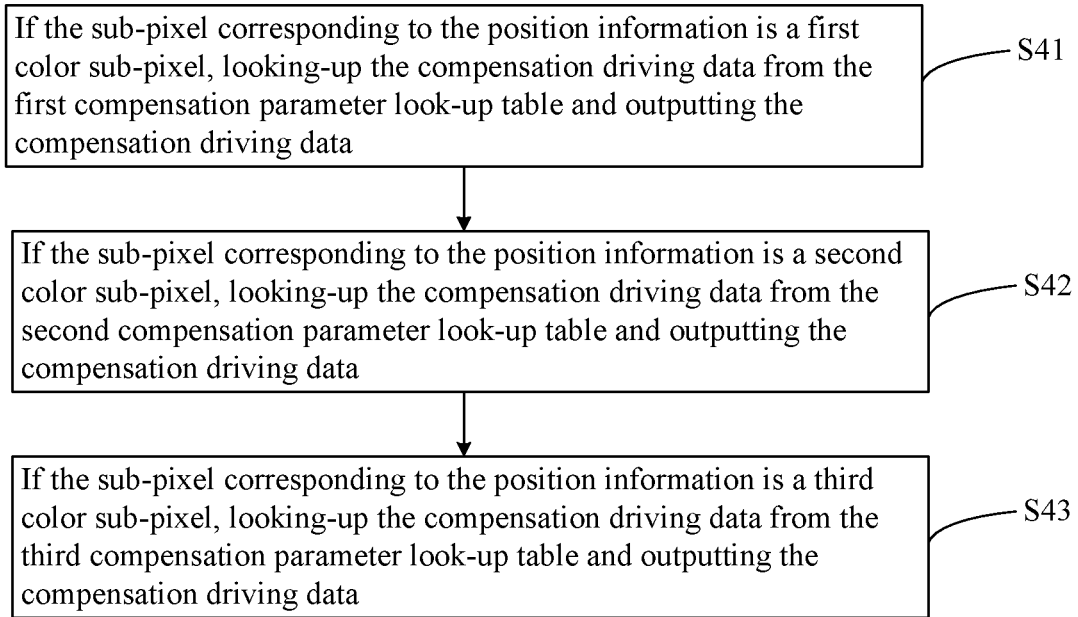 If the sub-pixel corresponding to the position information is a first
color sub-pixel, looking-up the compensation driving data from the
first compensation parameter look-up table and outputting the
compensation driving data
S41
If the sub-pixel corresponding to the position information is a second
color sub-pixel, looking-up the compensation driving data from the
second compensation parameter look-up table and outputting the
compensation driving data
S42
If the sub-pixel corresponding to the position information is a third
color sub-pixel, looking-up the compensation driving data from the
third compensation parameter look-up table and outputting the
compensation driving data
S43